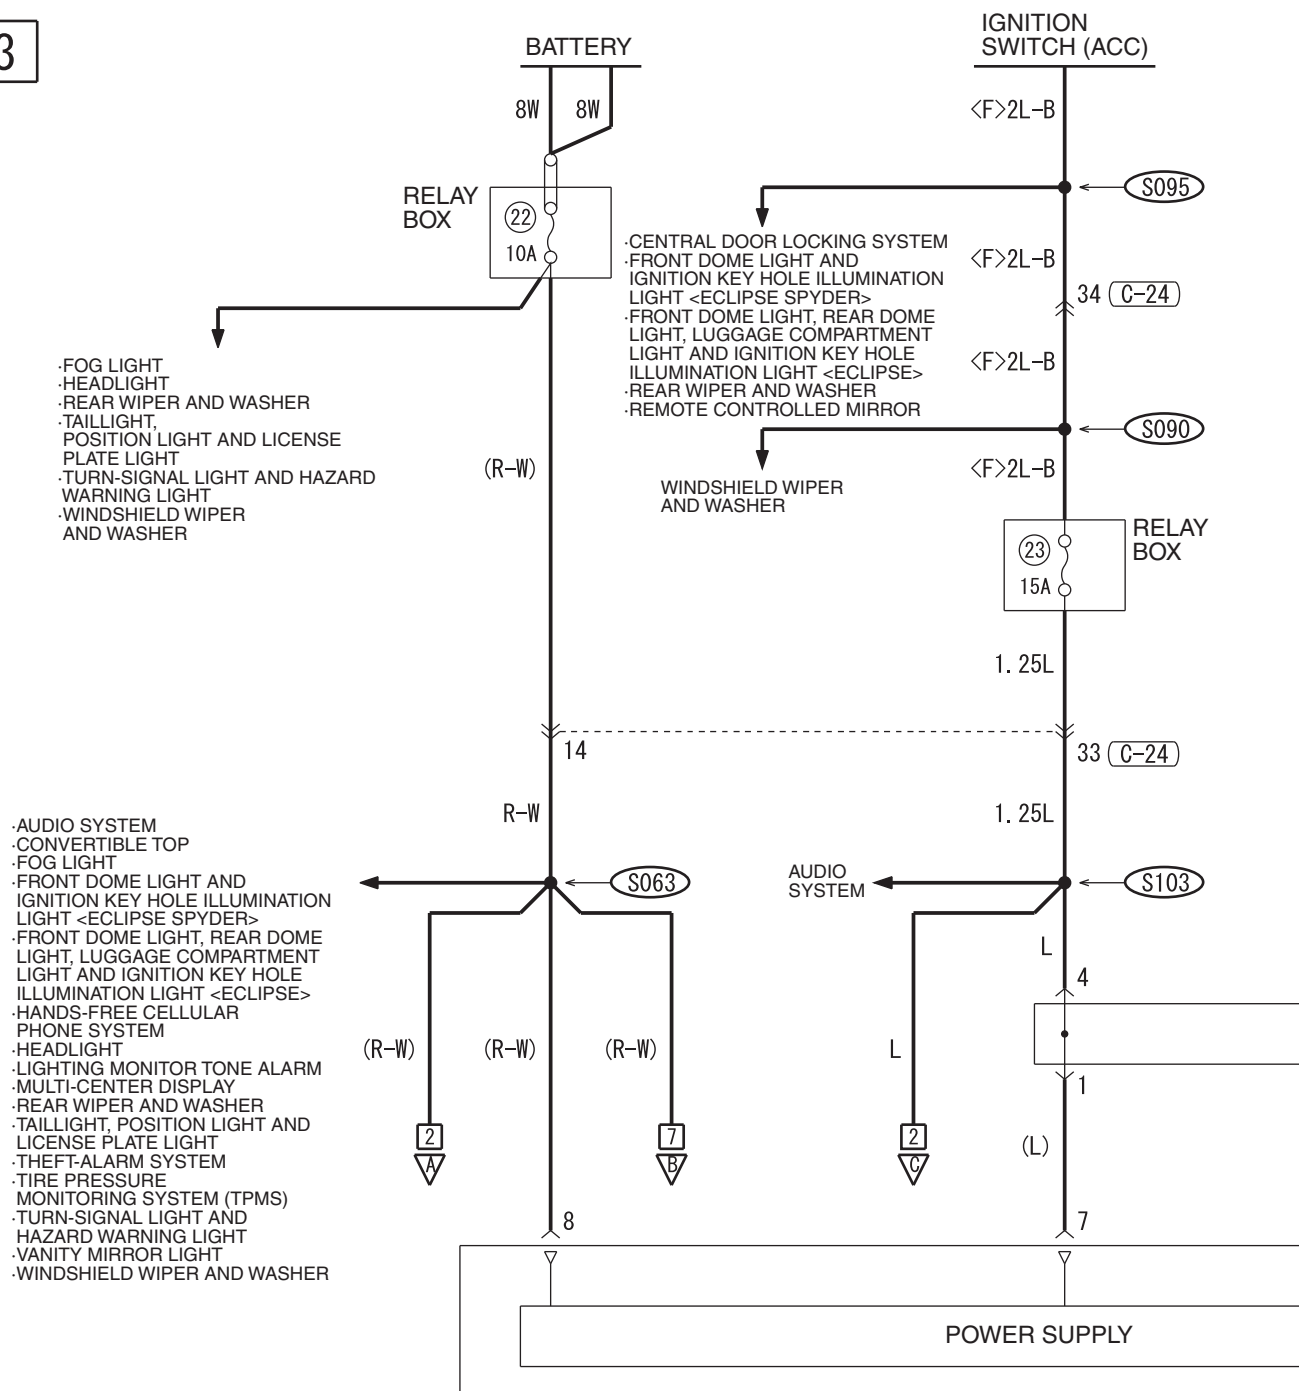 3
BATTERY
IGNITION
SWITCH (ACC)
8W
8W
<F>2L-B
S095
RELAY
BOX
22
10A
·CENTRAL DOOR LOCKING SYSTEM
·FRONT DOME LIGHT AND
IGNITION KEY HOLE ILLUMINATION
LIGHT <ECLIPSE SPYDER>
·FRONT DOME LIGHT, REAR DOME
LIGHT, LUGGAGE COMPARTMENT
LIGHT AND IGNITION KEY HOLE
ILLUMINATION LIGHT <ECLIPSE>
·REAR WIPER AND WASHER
·REMOTE CONTROLLED MIRROR
<F>2L-B
34 C-24
<F>2L-B
·FOG LIGHT
·HEADLIGHT
·REAR WIPER AND WASHER
·TAILLIGHT,
POSITION LIGHT AND LICENSE
PLATE LIGHT
·TURN-SIGNAL LIGHT AND HAZARD
WARNING LIGHT
·WINDSHIELD WIPER
AND WASHER
S090
(R-W)
<F>2L-B
WINDSHIELD WIPER
AND WASHER
RELAY
BOX
23
15A
1.25L
14
33 C-24
R-W
1.25L
·AUDIO SYSTEM
·CONVERTIBLE TOP
·FOG LIGHT
·FRONT DOME LIGHT AND
IGNITION KEY HOLE ILLUMINATION
LIGHT <ECLIPSE SPYDER>
·FRONT DOME LIGHT, REAR DOME
LIGHT, LUGGAGE COMPARTMENT
LIGHT AND IGNITION KEY HOLE
ILLUMINATION LIGHT <ECLIPSE>
·HANDS-FREE CELLULAR
PHONE SYSTEM
·HEADLIGHT
·LIGHTING MONITOR TONE ALARM
·MULTI-CENTER DISPLAY
·REAR WIPER AND WASHER
·TAILLIGHT, POSITION LIGHT AND
LICENSE PLATE LIGHT
·THEFT-ALARM SYSTEM
·TIRE PRESSURE
MONITORING SYSTEM (TPMS)
·TURN-SIGNAL LIGHT AND
HAZARD WARNING LIGHT
·VANITY MIRROR LIGHT
·WINDSHIELD WIPER AND WASHER
S063
AUDIO
SYSTEM
S103
L
4
(R-W)
(R-W)
(R-W)
L
1
2
A
7
B
2
C
(L)
8
7
POWER SUPPLY